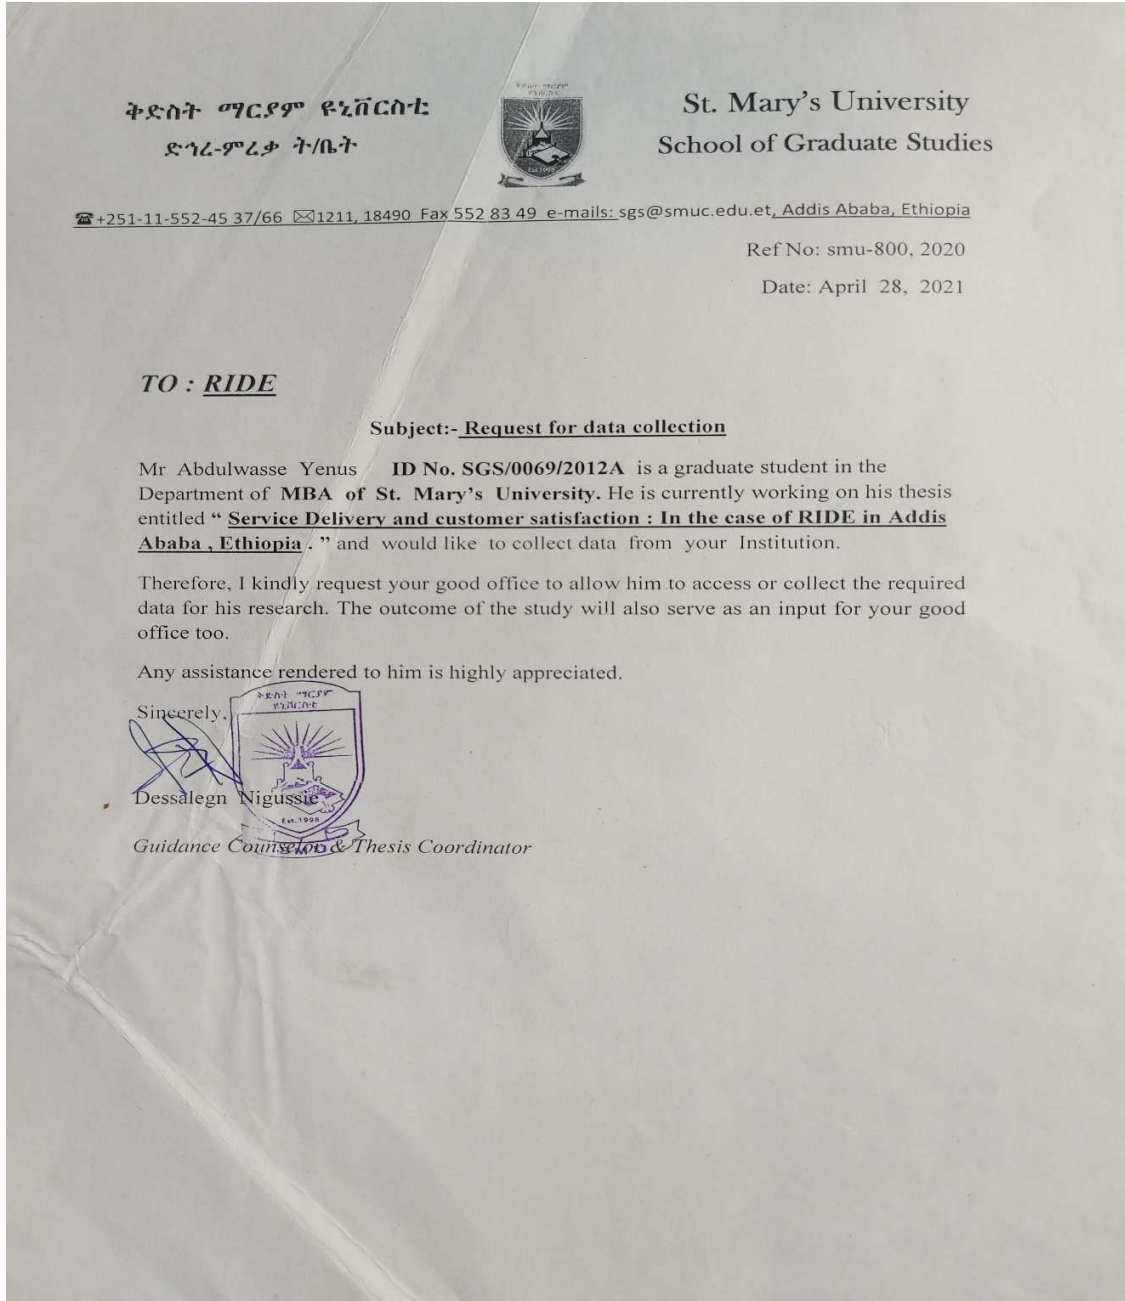 ቅድስት ማርያም ዩኒቨርስቲ
ድኅረ-ምረቃ ት/ቤት
St. Mary's University
School of Graduate Studies
Est.1998
☎+251-11-552-45 37/66 ✉1211, 18490 Fax 552 83 49 e-mails: sgs@smuc.edu.et, Addis Ababa, Ethiopia
Ref No: smu-800, 2020
Date: April 28, 2021
TO : RIDE
Subject:- Request for data collection
Mr Abdulwasse Yenus ID No. SGS/0069/2012A is a graduate student in the
Department of MBA of St. Mary's University. He is currently working on his thesis
entitled “ Service Delivery and customer satisfaction : In the case of RIDE in Addis
Ababa , Ethiopia . ” and would like to collect data from your Institution.
Therefore, I kindly request your good office to allow him to access or collect the required
data for his research. The outcome of the study will also serve as an input for your good
office too.
Any assistance rendered to him is highly appreciated.
Sincerely,
ቅድስት ማርያም
ዩኒቨርስቲ
Dessalegn Nigussie
Est.1998
Guidance Counselor & Thesis Coordinator